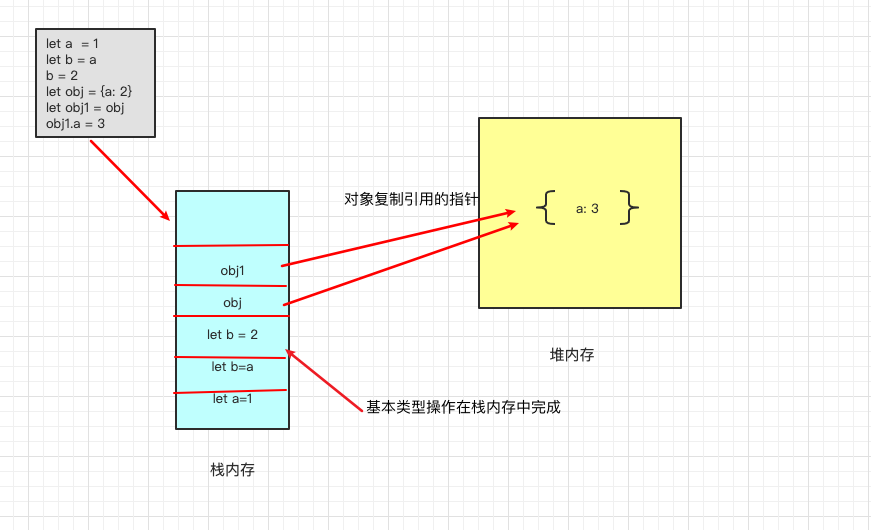 let a  = 1
let b = a
b = 2
let obj = {a: 2}
let obj1 = obj
obj1.a = 3
对象复制引用的指针
{ a: 3 }
obj1
obj
let b = 2
let b=a
let a=1
堆内存
基本类型操作在栈内存中完成
栈内存